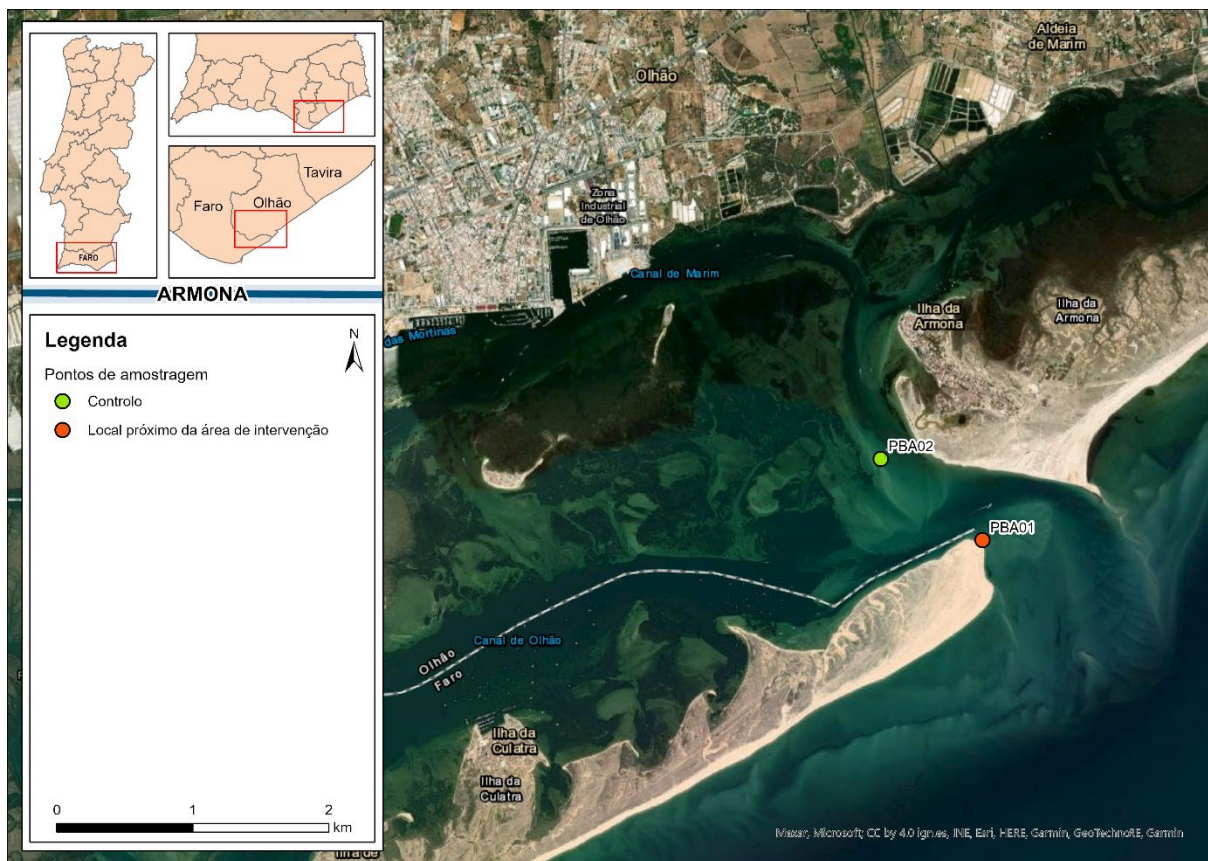 FARO
Faro
Olhão
Tavira
ARMONA
Legenda
N
Pontos de amostragem
Controlo
Local próximo da área de intervenção
0 1 2
km
Aldeia
de Marim
Olhão
Zona
Industrial
de Olhão
Canal de Marim
das Mortinas
Ilha da
Armona
Ilha da
Armona
PBA02
PBA01
Canal de Olhão
Olhão
Faro
Ilha da
Culatra
Ilha da
Culatra
Ilha de
Maxar, Microsoft; CC by 4.0 ign.es, INE, Esri, HERE, Garmin, GeoTechnoRE, Garmin